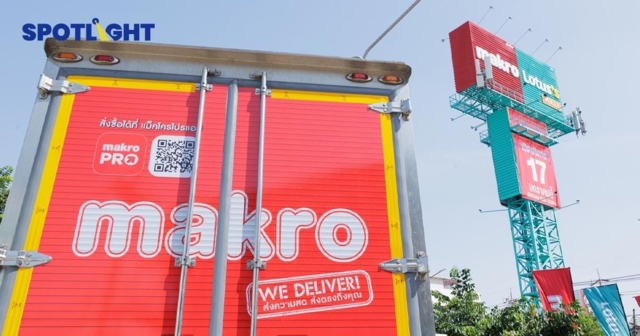 SPOTLIGHT
สั่งซื้อได้ที่ แม็คโครโปรแอป
makro
PRO
makro
WE DELIVER!
ส่งความสด ส่งตรงถึงคุณ
makro
Lotus's
17